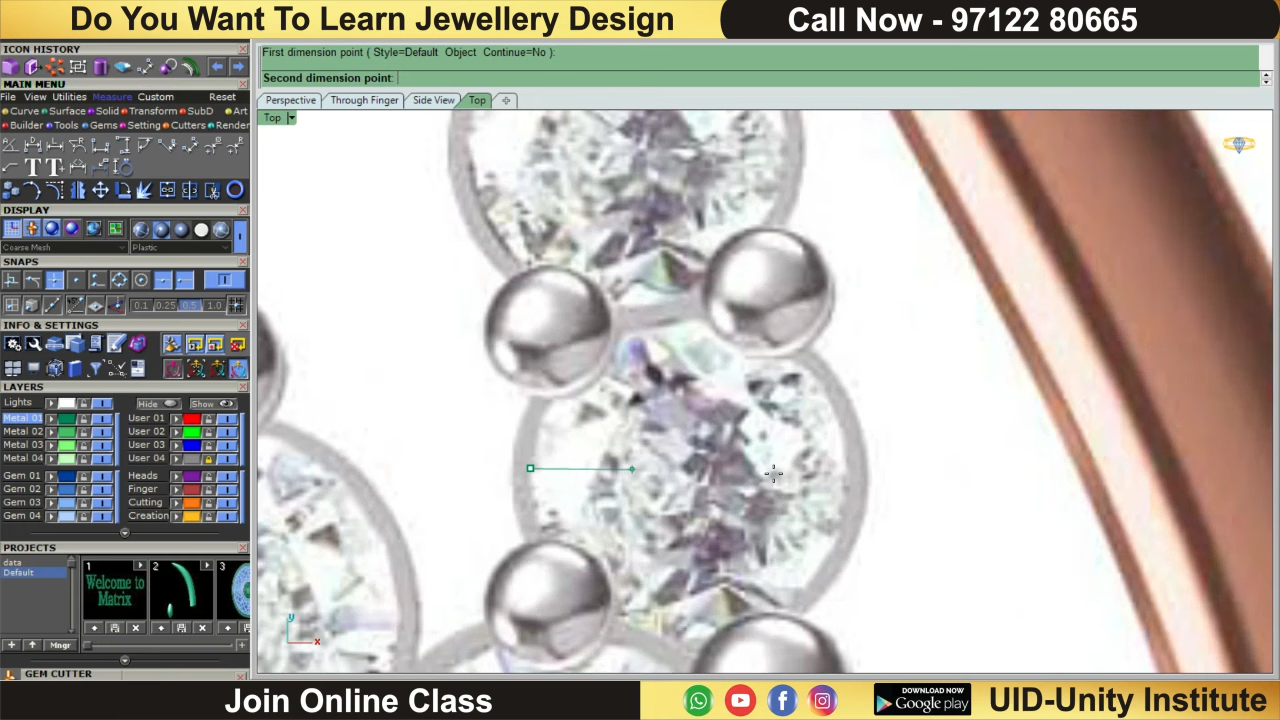 Do You Want To Learn Jewellery Design
Call Now - 97122 80665
ICON HISTORY
MAIN MENU
File View Utilities Measure Custom Reset
Curve Surface Solid Transform SubD Art
Builder Tools Gems Setting Cutters Render
DISPLAY
Coarse Mesh Plastic
SNAPS
0.1 0.25 0.5 1.0
INFO & SETTINGS
LAYERS
Lights Hide Show
Metal 01 User 01
Metal 02 User 02
Metal 03 User 03
Metal 04 User 04
Gem 01 Heads
Gem 02 Finger
Gem 03 Cutting
Gem 04 Creation
PROJECTS
data
Default
1 2 3
Welcome to
Matrix
Mngr
GEM CUTTER
First dimension point ( Style=Default Object Continue=No ):
Second dimension point:
Perspective Through Finger Side View Top
Top
y
x
Join Online Class
DOWNLOAD NOW
Google play
UID-Unity Institute